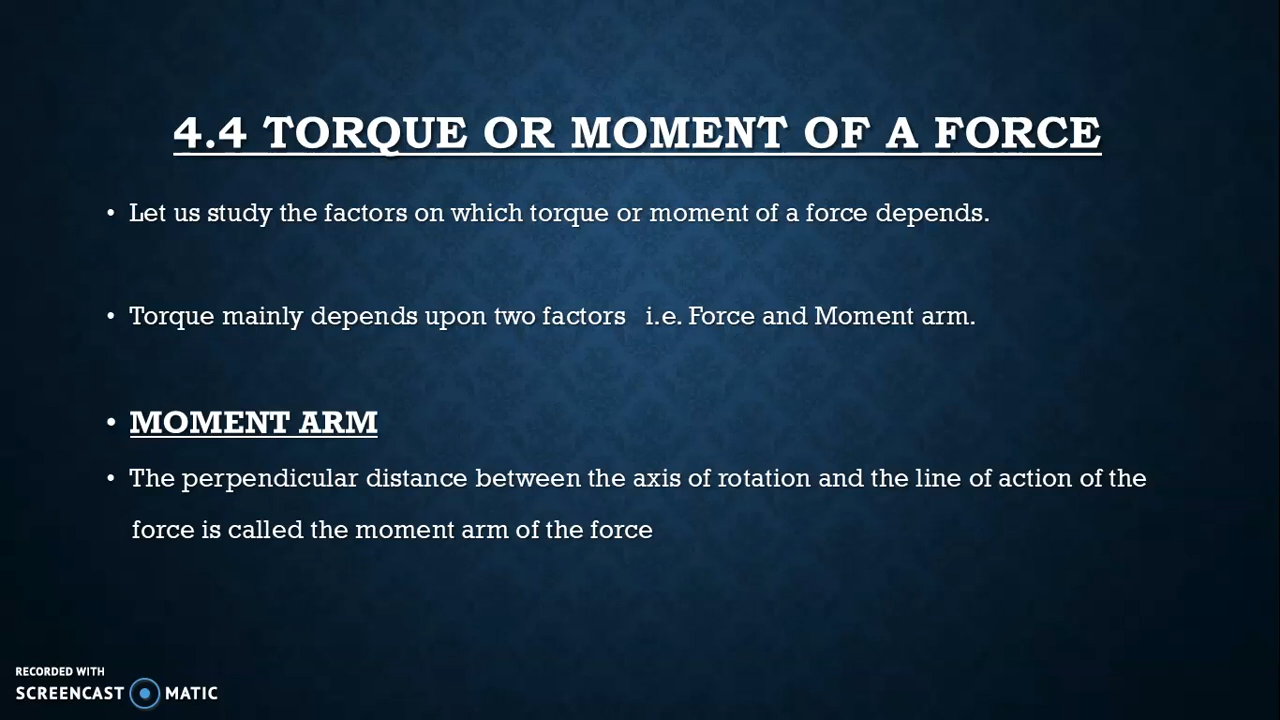 4.4 TORQUE OR MOMENT OF A FORCE
• Let us study the factors on which torque or moment of a force depends.
• Torque mainly depends upon two factors i.e. Force and Moment arm.
• MOMENT ARM
• The perpendicular distance between the axis of rotation and the line of action of the
force is called the moment arm of the force
RECORDED WITH
SCREENCAST MATIC